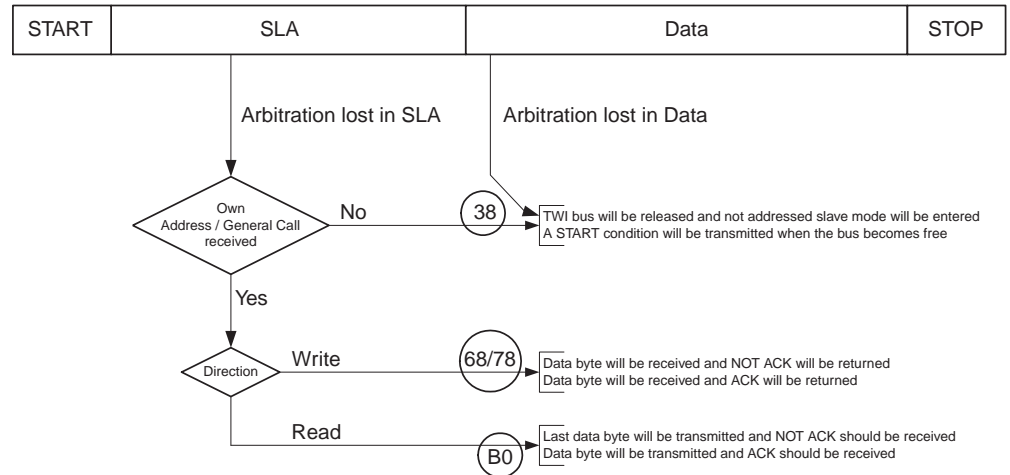 START SLA Data STOP
Arbitration lost in SLA Arbitration lost in Data
Own
Address / General Call
received
No
38
TWI bus will be released and not addressed slave mode will be entered
A START condition will be transmitted when the bus becomes free
Yes
Direction
Write
68/78
Data byte will be received and NOT ACK will be returned
Data byte will be received and ACK will be returned
Read
B0
Last data byte will be transmitted and NOT ACK should be received
Data byte will be transmitted and ACK should be received